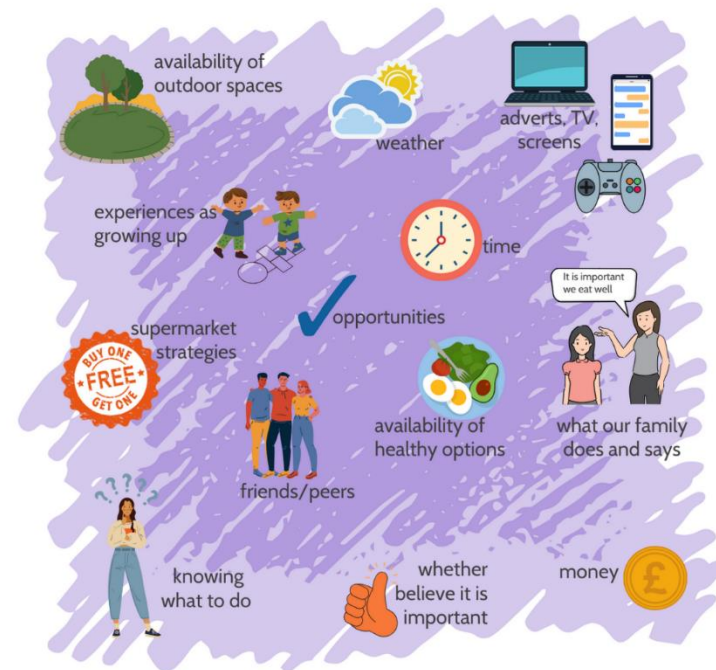 availability of
outdoor spaces
weather
adverts, TV,
screens
experiences as
growing up
time
opportunities
It is important
we eat well
supermarket
strategies
BUY ONE
FREE
GET ONE
availability of
healthy options
what our family
does and says
friends/peers
? ? ? ? ?
knowing
what to do
whether
believe it is
important
money
£